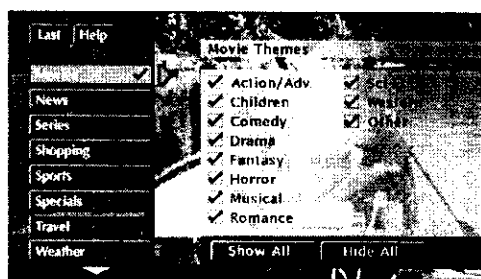 Last Help
Movie Themes
Action/Adv.
Children
Comedy
Drama
Fantasy
Horror
Musical
Romance
Sci
Other
News
Series
Shopping
Sports
Specials
Travel
Weather
Show All Hide All